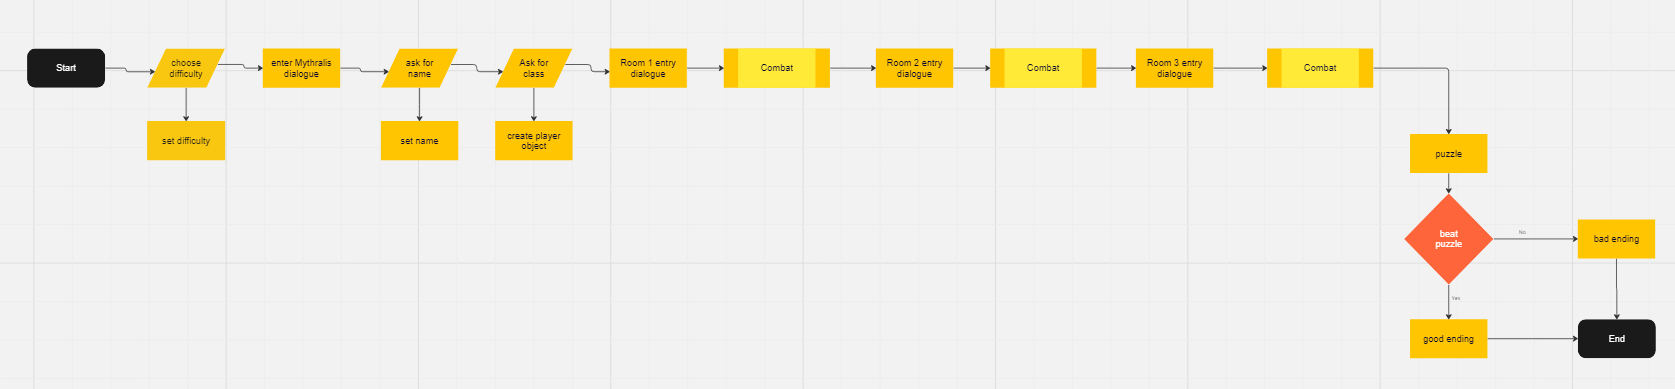 Start
choose
difficulty
enter Mythralis
dialogue
ask for
name
Ask for
class
Room 1 entry
dialogue
Combat
Room 2 entry
dialogue
Combat
Room 3 entry
dialogue
Combat
set difficulty
set name
create player
object
puzzle
beat
puzzle
No
bad ending
Yes
good ending
End